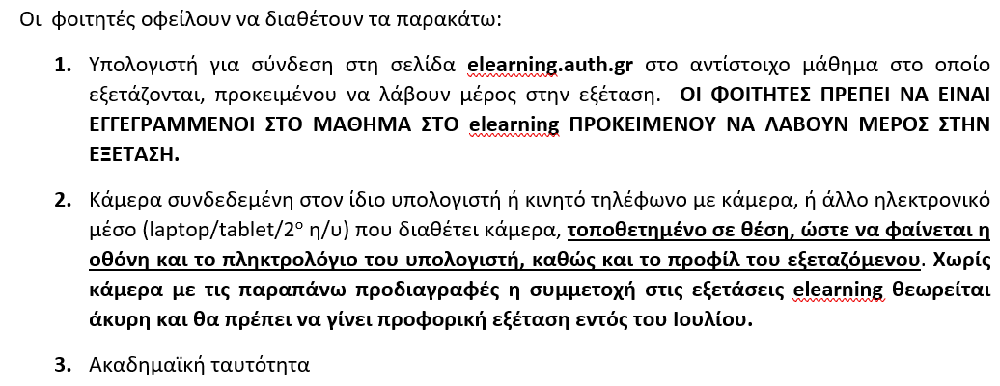 Οι φοιτητές οφείλουν να διαθέτουν τα παρακάτω:
1. Υπολογιστή για σύνδεση στη σελίδα elearning.auth.gr στο αντίστοιχο μάθημα στο οποίο
εξετάζονται, προκειμένου να λάβουν μέρος στην εξέταση. ΟΙ ΦΟΙΤΗΤΕΣ ΠΡΕΠΕΙ ΝΑ ΕΙΝΑΙ
ΕΓΓΕΓΡΑΜΜΕΝΟΙ ΣΤΟ ΜΑΘΗΜΑ ΣΤΟ elearning ΠΡΟΚΕΙΜΕΝΟΥ ΝΑ ΛΑΒΟΥΝ ΜΕΡΟΣ ΣΤΗΝ
ΕΞΕΤΑΣΗ.
2. Κάμερα συνδεδεμένη στον ίδιο υπολογιστή ή κινητό τηλέφωνο με κάμερα, ή άλλο ηλεκτρονικό
μέσο (laptop/tablet/2ο η/υ) που διαθέτει κάμερα, τοποθετημένο σε θέση, ώστε να φαίνεται η
οθόνη και το πληκτρολόγιο του υπολογιστή, καθώς και το προφίλ του εξεταζόμενου. Χωρίς
κάμερα με τις παραπάνω προδιαγραφές η συμμετοχή στις εξετάσεις elearning θεωρείται
άκυρη και θα πρέπει να γίνει προφορική εξέταση εντός του Ιουλίου.
3. Ακαδημαϊκή ταυτότητα